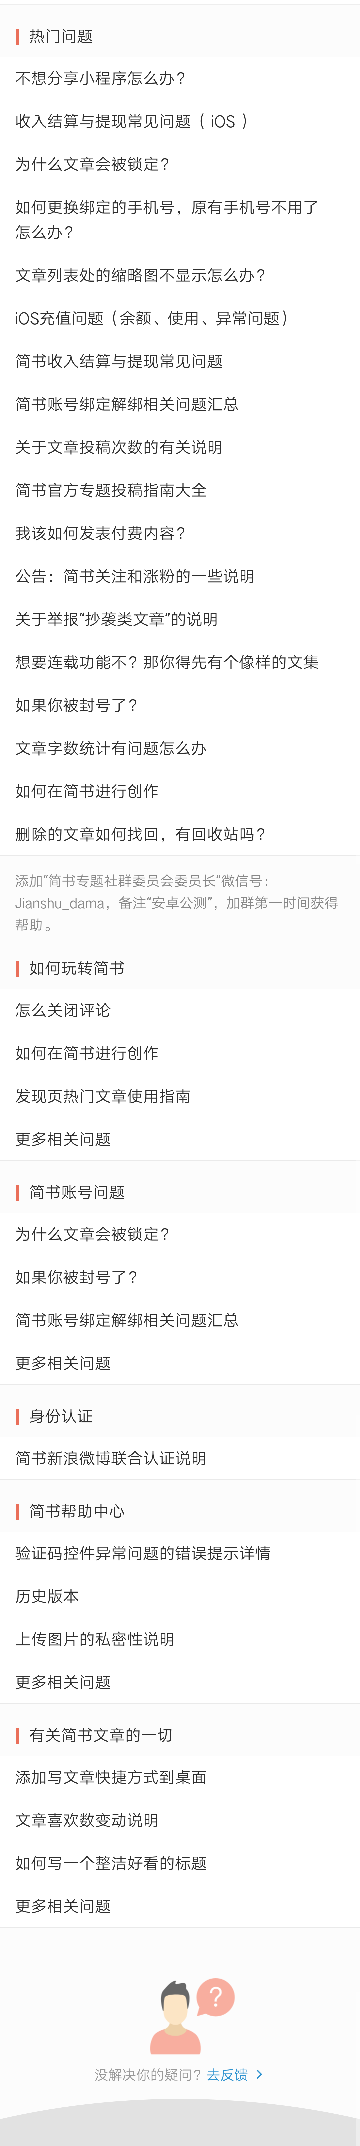 热门问题
不想分享小程序怎么办？
收入结算与提现常见问题（ iOS ）
为什么文章会被锁定？
如何更换绑定的手机号，原有手机号不用了
怎么办？
文章列表处的缩略图不显示怎么办？
iOS充值问题（余额、使用、异常问题）
简书收入结算与提现常见问题
简书账号绑定解绑相关问题汇总
关于文章投稿次数的有关说明
简书官方专题投稿指南大全
我该如何发表付费内容？
公告：简书关注和涨粉的一些说明
关于举报“抄袭类文章”的说明
想要连载功能不？那你得先有个像样的文集
如果你被封号了？
文章字数统计有问题怎么办
如何在简书进行创作
删除的文章如何找回，有回收站吗？
添加“简书专题社群委员会委员长”微信号：
Jianshu_dama，备注“安卓公测”，加群第一时间获得
帮助。
如何玩转简书
怎么关闭评论
如何在简书进行创作
发现页热门文章使用指南
更多相关问题
简书账号问题
为什么文章会被锁定？
如果你被封号了？
简书账号绑定解绑相关问题汇总
更多相关问题
身份认证
简书新浪微博联合认证说明
简书帮助中心
验证码控件异常问题的错误提示详情
历史版本
上传图片的私密性说明
更多相关问题
有关简书文章的一切
添加写文章快捷方式到桌面
文章喜欢数变动说明
如何写一个整洁好看的标题
更多相关问题
?
没解决你的疑问？去反馈 >